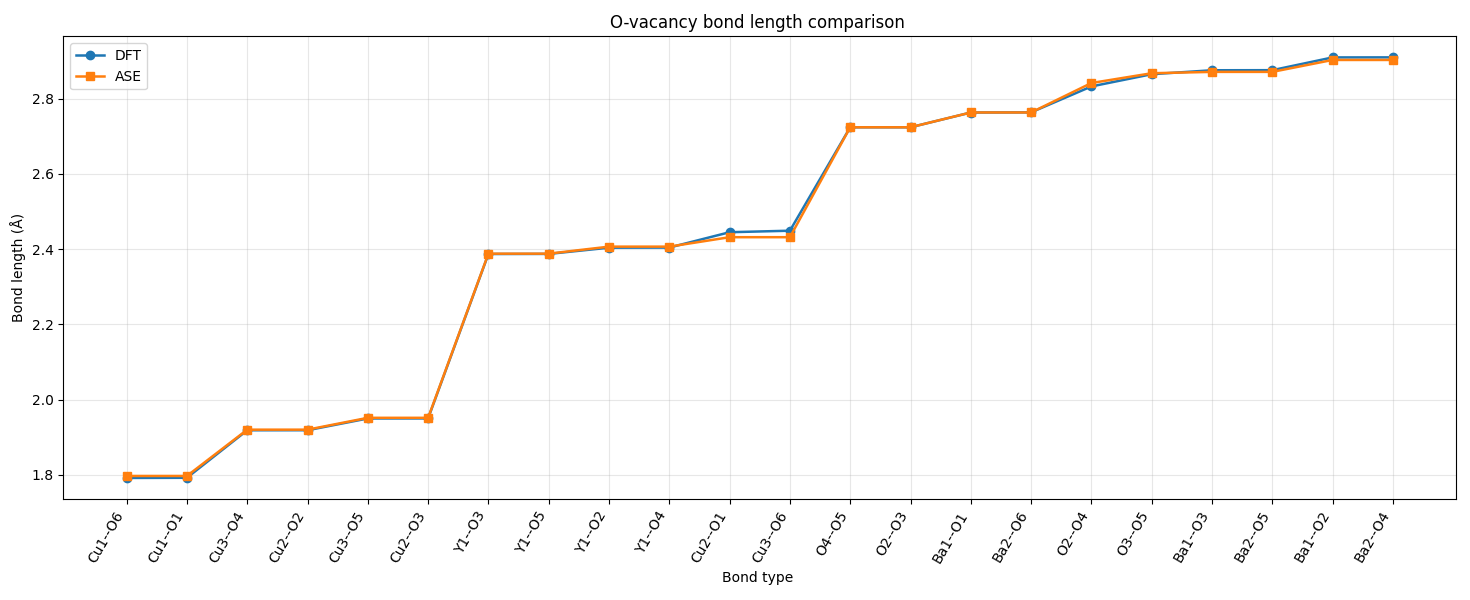 O-vacancy bond length comparison
DFT
ASE
Bond length (Å)
2.8
2.6
2.4
2.2
2.0
1.8
Cu1--O6
Cu1--O1
Cu3--O4
Cu2--O2
Cu3--O5
Cu2--O3
Y1--O3
Y1--O5
Y1--O2
Y1--O4
Cu2--O1
Cu3--O6
O4--O5
O2--O3
Ba1--O1
Ba2--O6
O2--O4
O3--O5
Ba1--O3
Ba2--O5
Ba1--O2
Ba2--O4
Bond type